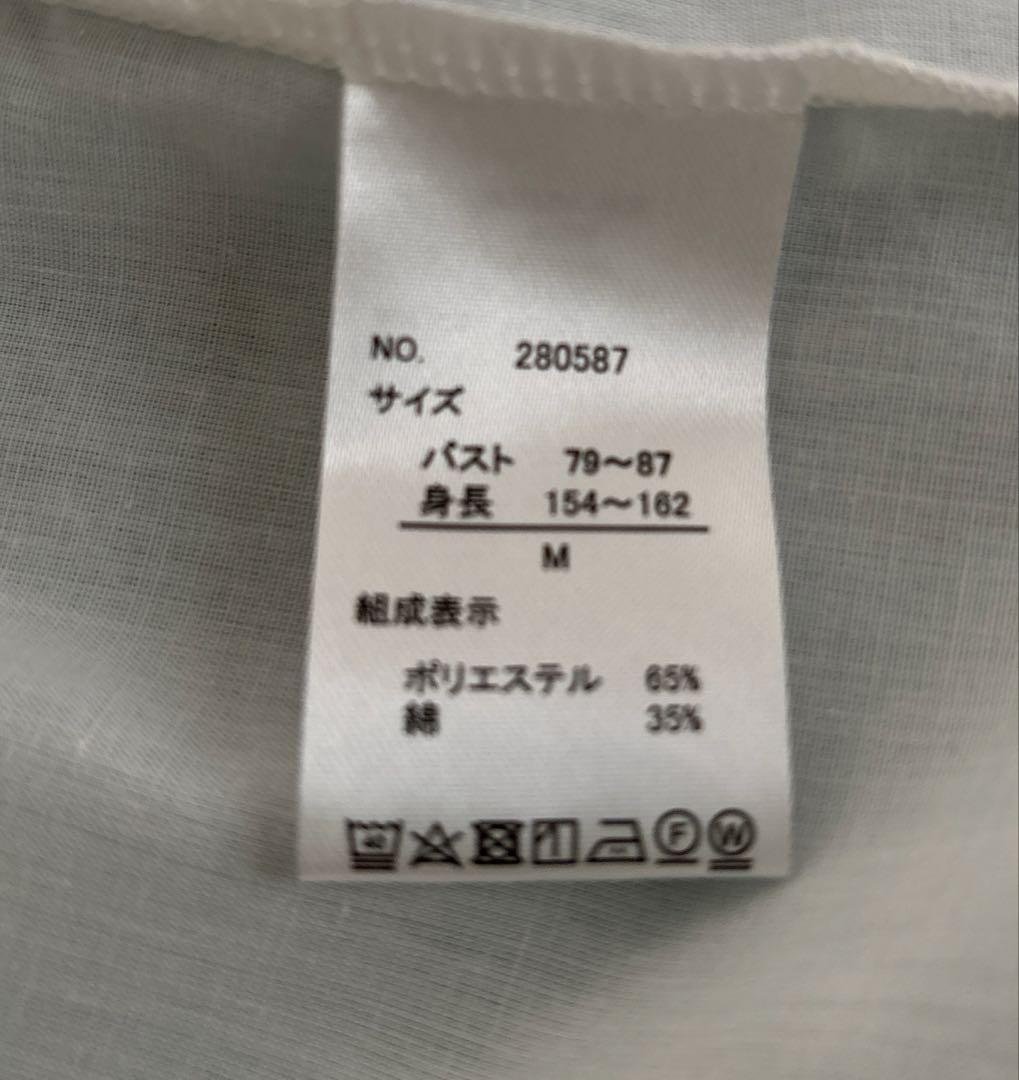 NO. 280587
サイズ
バスト 79〜87
身長 154〜162
M
組成表示
ポリエステル 65%
綿 35%
F W